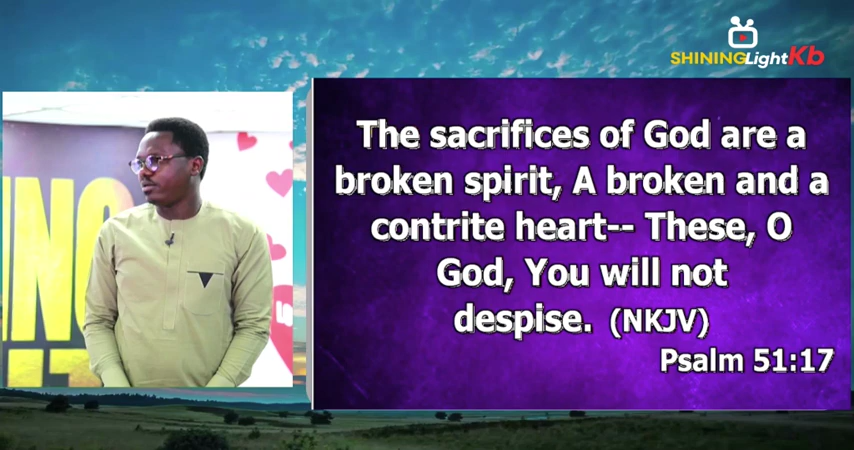 SHININGLightKb
The sacrifices of God are a
broken spirit, A broken and a
contrite heart-- These, O
God, You will not
despise. (NKJV)
Psalm 51:17